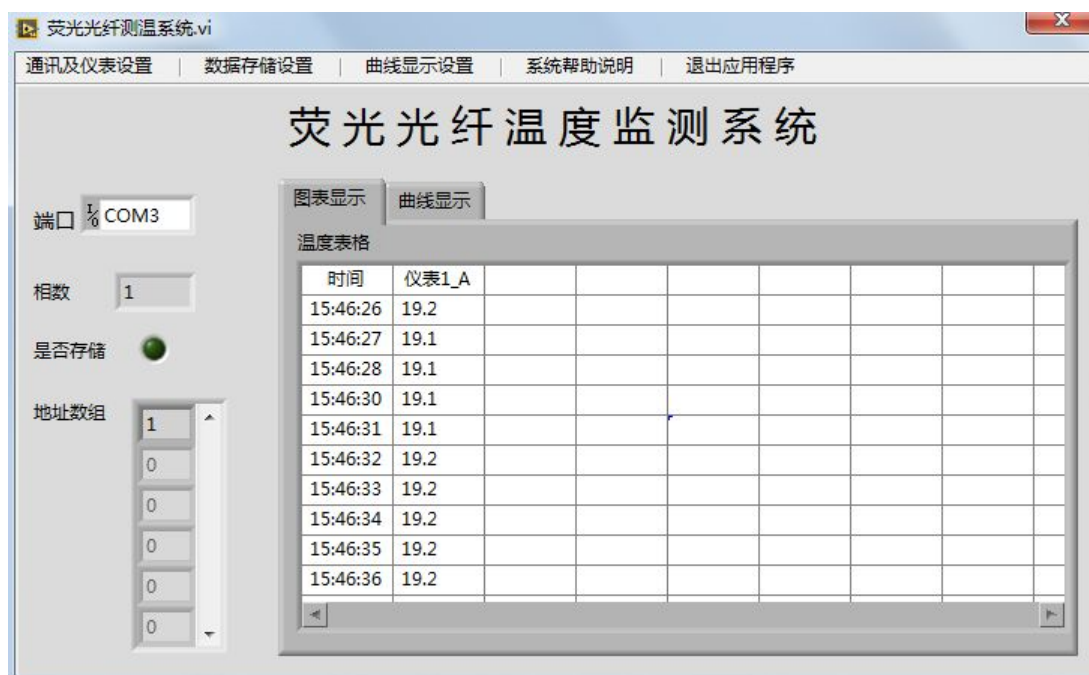 荧光光纤测温系统.vi
通讯及仪表设置 | 数据存储设置 | 曲线显示设置 | 系统帮助说明 | 退出应用程序
荧光光纤温度监测系统
端口 COM3
相数 1
是否存储
地址数组
1
0
0
0
0
0
图表显示 曲线显示
温度表格
时间 仪表1_A
15:46:26 19.2
15:46:27 19.1
15:46:28 19.1
15:46:30 19.1
15:46:31 19.1
15:46:32 19.2
15:46:33 19.2
15:46:34 19.2
15:46:35 19.2
15:46:36 19.2